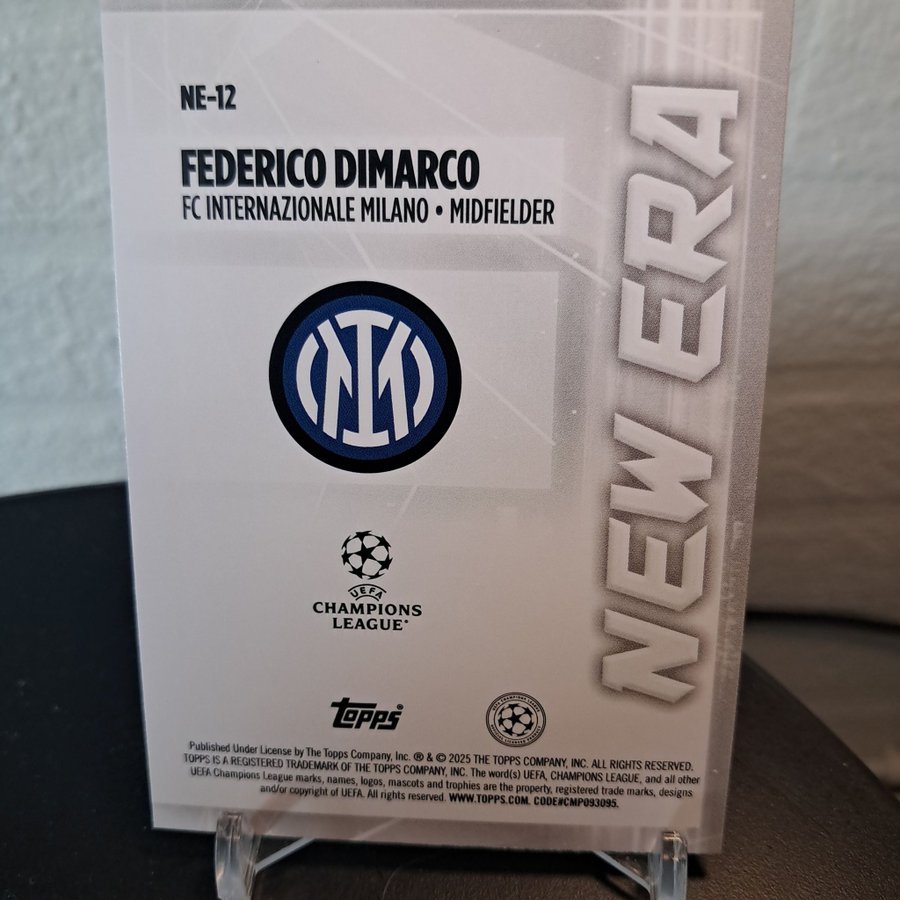 NE-12
FEDERICO DIMARCO
FC INTERNAZIONALE MILANO • MIDFIELDER
NEW ERA
UEFA
CHAMPIONS
LEAGUE®
topps®
Published Under License by The Topps Company, Inc. ® & © 2025 THE TOPPS COMPANY, INC. ALL RIGHTS RESERVED.
TOPPS IS A REGISTERED TRADEMARK OF THE TOPPS COMPANY, INC. The word(s) UEFA, CHAMPIONS LEAGUE, and all other
UEFA Champions League marks, names, logos, mascots and trophies are the property, registered trade marks, designs
and/or copyright of UEFA. All rights reserved. WWW.TOPPS.COM. CODE#CMP093095.